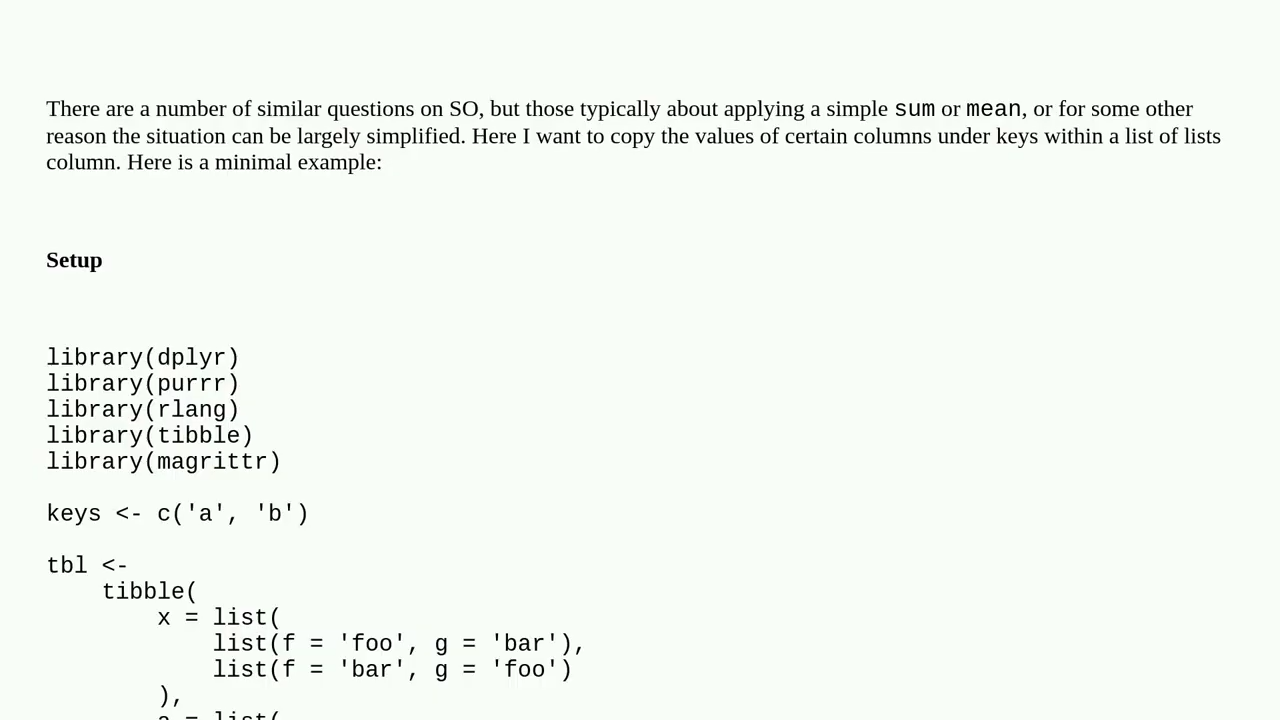 There are a number of similar questions on SO, but those typically about applying a simple sum or mean, or for some other
reason the situation can be largely simplified. Here I want to copy the values of certain columns under keys within a list of lists
column. Here is a minimal example:
Setup
library(dplyr)
library(purrr)
library(rlang)
library(tibble)
library(magrittr)
keys <- c('a', 'b')
tbl <-
    tibble(
        x = list(
            list(f = 'foo', g = 'bar'),
            list(f = 'bar', g = 'foo')
        ),
        a = list(